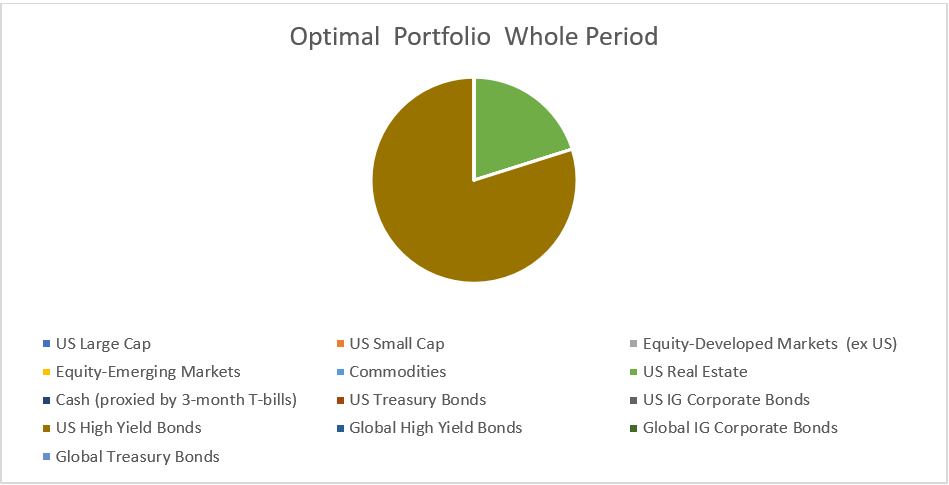 Optimal Portfolio Whole Period
US Large Cap US Small Cap Equity-Developed Markets (ex US)
Equity-Emerging Markets Commodities US Real Estate
Cash (proxied by 3-month T-bills) US Treasury Bonds US IG Corporate Bonds
US High Yield Bonds Global High Yield Bonds Global IG Corporate Bonds
Global Treasury Bonds